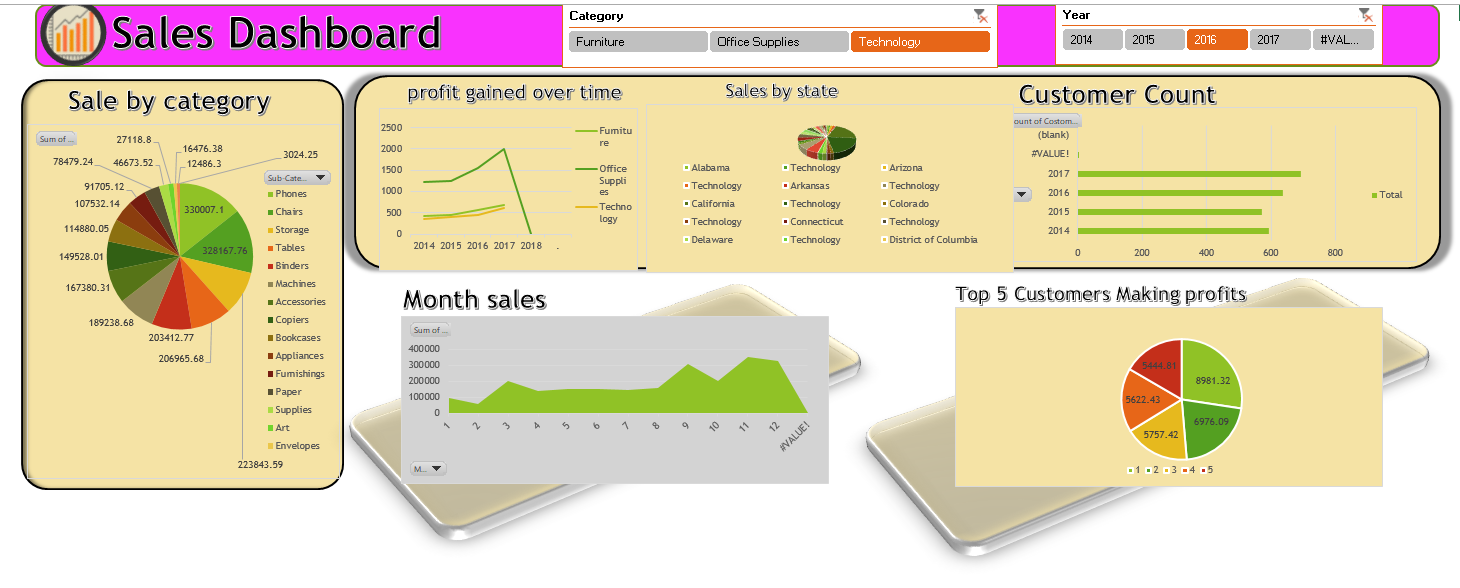 Sales Dashboard
Category
Furniture
Office Supplies
Technology
Year
2014
2015
2016
2017
#VAL...
Sale by category
Sum of ...
27118.8
16476.38
3024.25
78479.24
46673.52
12486.3
91705.12
107532.14
114880.05
149528.01
167380.31
189238.68
203412.77
206965.68
223843.59
330007.1
328167.76
Sub-Cate...
Phones
Chairs
Storage
Tables
Binders
Machines
Accessories
Copiers
Bookcases
Appliances
Furnishings
Paper
Supplies
Art
Envelopes
profit gained over time
2500
2000
1500
1000
500
0
2014 2015 2016 2017 2018 .
Furnitu
re
Office
Suppli
es
Techno
logy
Sales by state
Alabama Technology Arizona
Technology Arkansas Technology
California Technology Colorado
Technology Connecticut Technology
Delaware Technology District of Columbia
Customer Count
ount of Costom...
(blank)
#VALUE!
2017
2016
2015
2014
0 200 400 600 800
Total
Month sales
Sum of ...
400000
300000
200000
100000
0
1 2 3 4 5 6 7 8 9 10 11 12 #VALUE!
M...
Top 5 Customers Making profits
5444.81
8981.32
5622.43
6976.09
5757.42
1 2 3 4 5